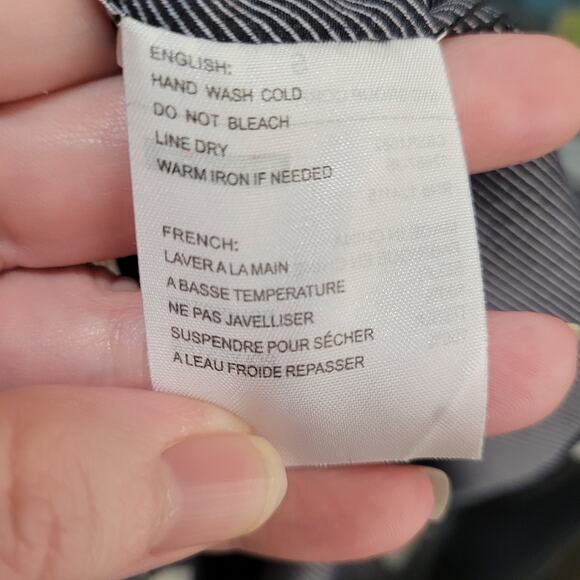 ENGLISH:
HAND WASH COLD
DO NOT BLEACH
LINE DRY
WARM IRON IF NEEDED
FRENCH:
LAVER A LA MAIN
A BASSE TEMPERATURE
NE PAS JAVELLISER
SUSPENDRE POUR SÉCHER
A LEAU FROIDE REPASSER